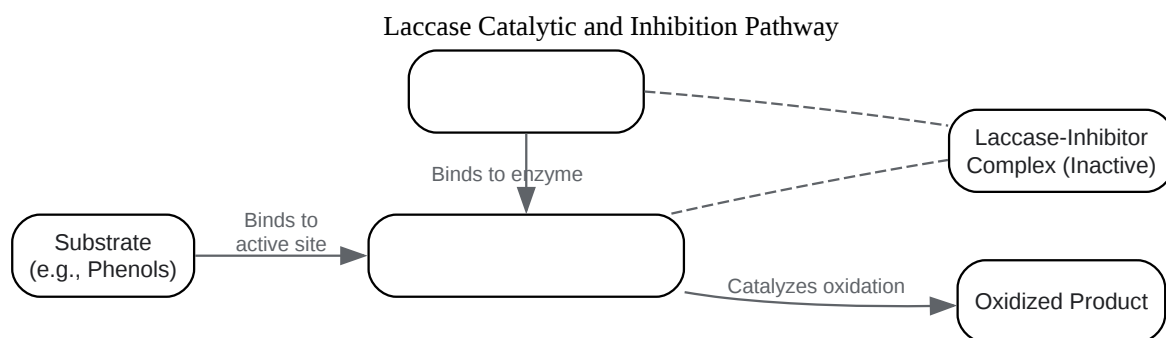 Laccase Catalytic and Inhibition Pathway
Laccase-Inhibitor
Complex (Inactive)
Binds to enzyme
Binds to
active site
Substrate
(e.g., Phenols)
Catalyzes oxidation
Oxidized Product